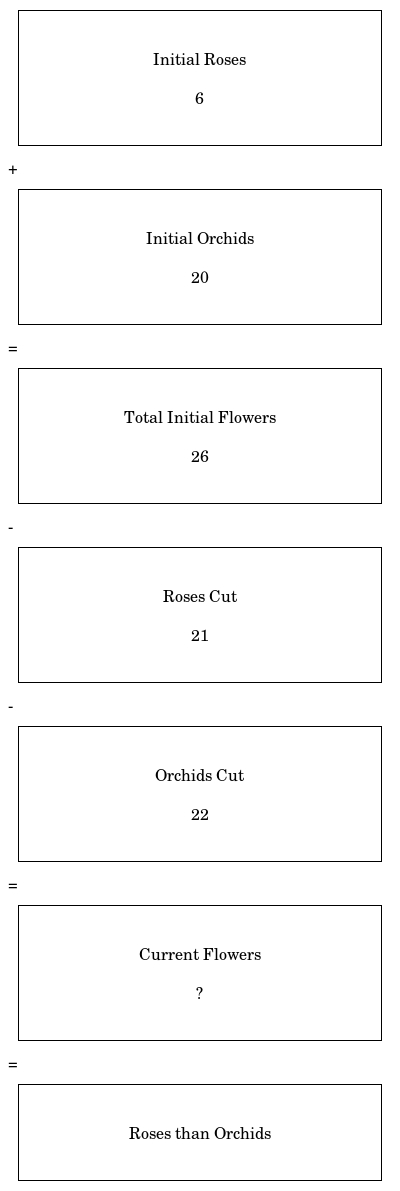 Initial Roses
6
+
Initial Orchids
20
=
Total Initial Flowers
26
-
Roses Cut
21
-
Orchids Cut
22
=
Current Flowers
?
=
Roses than Orchids